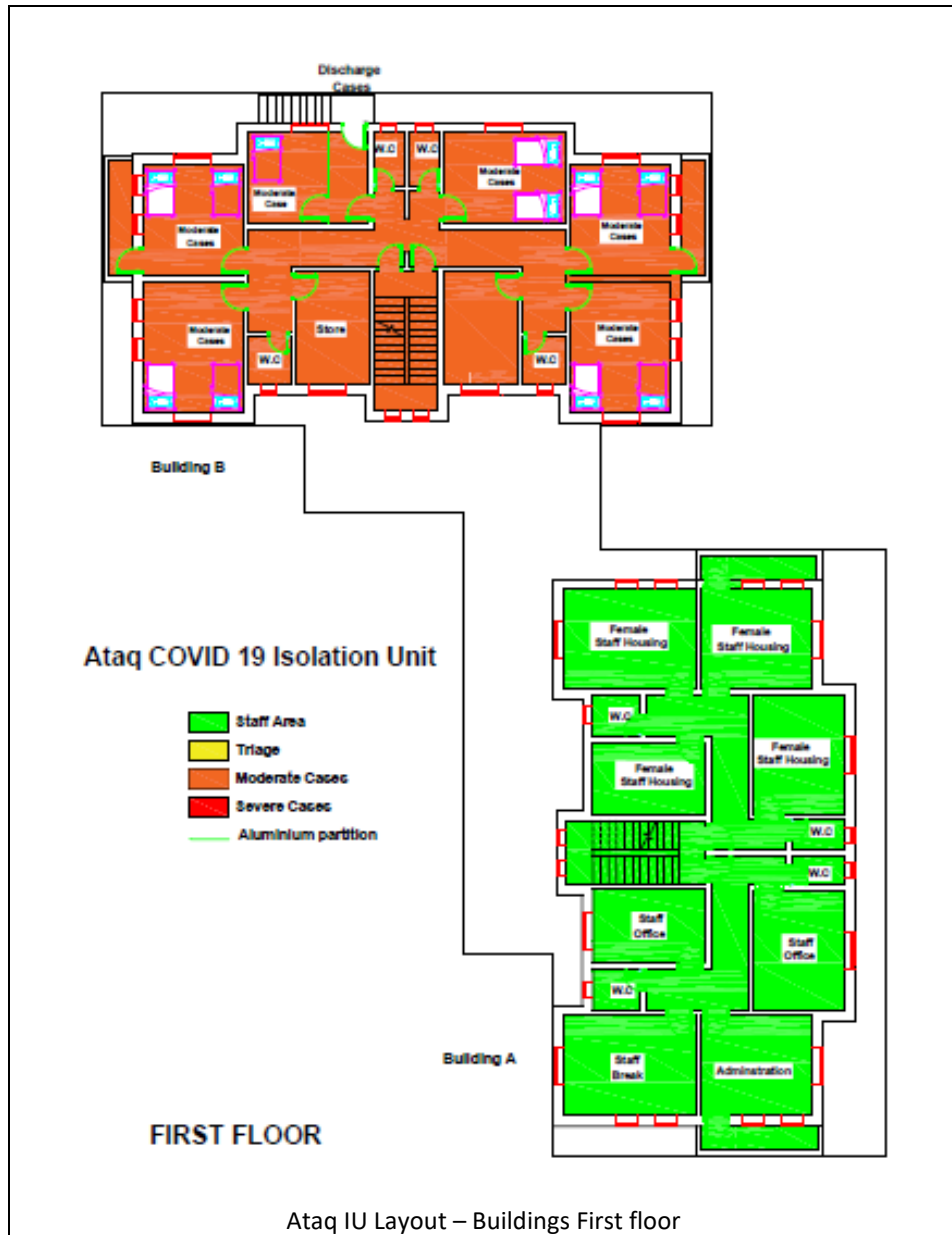 Discharge
Cases
W.C
W.C
Moderate
Case
Moderate
Cases
Moderate
Cases
Moderate
Cases
Moderate
Cases
Store
Moderate
Cases
W.C
W.C
Building B
Ataq COVID 19 Isolation Unit
Staff Area
Triage
Moderate Cases
Severe Cases
Aluminium partition
Female
Staff Housing
Female
Staff Housing
W.C
Female
Staff Housing
Female
Staff Housing
W.C
W.C
Staff
Office
Staff
Office
W.C
Staff
Break
Adminstration
Building A
FIRST FLOOR
Ataq IU Layout – Buildings First floor